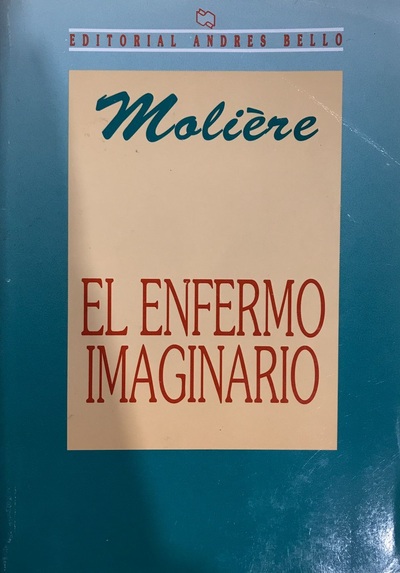 EDITORIAL ANDRES BELLO
Molière
EL ENFERMO
IMAGINARIO